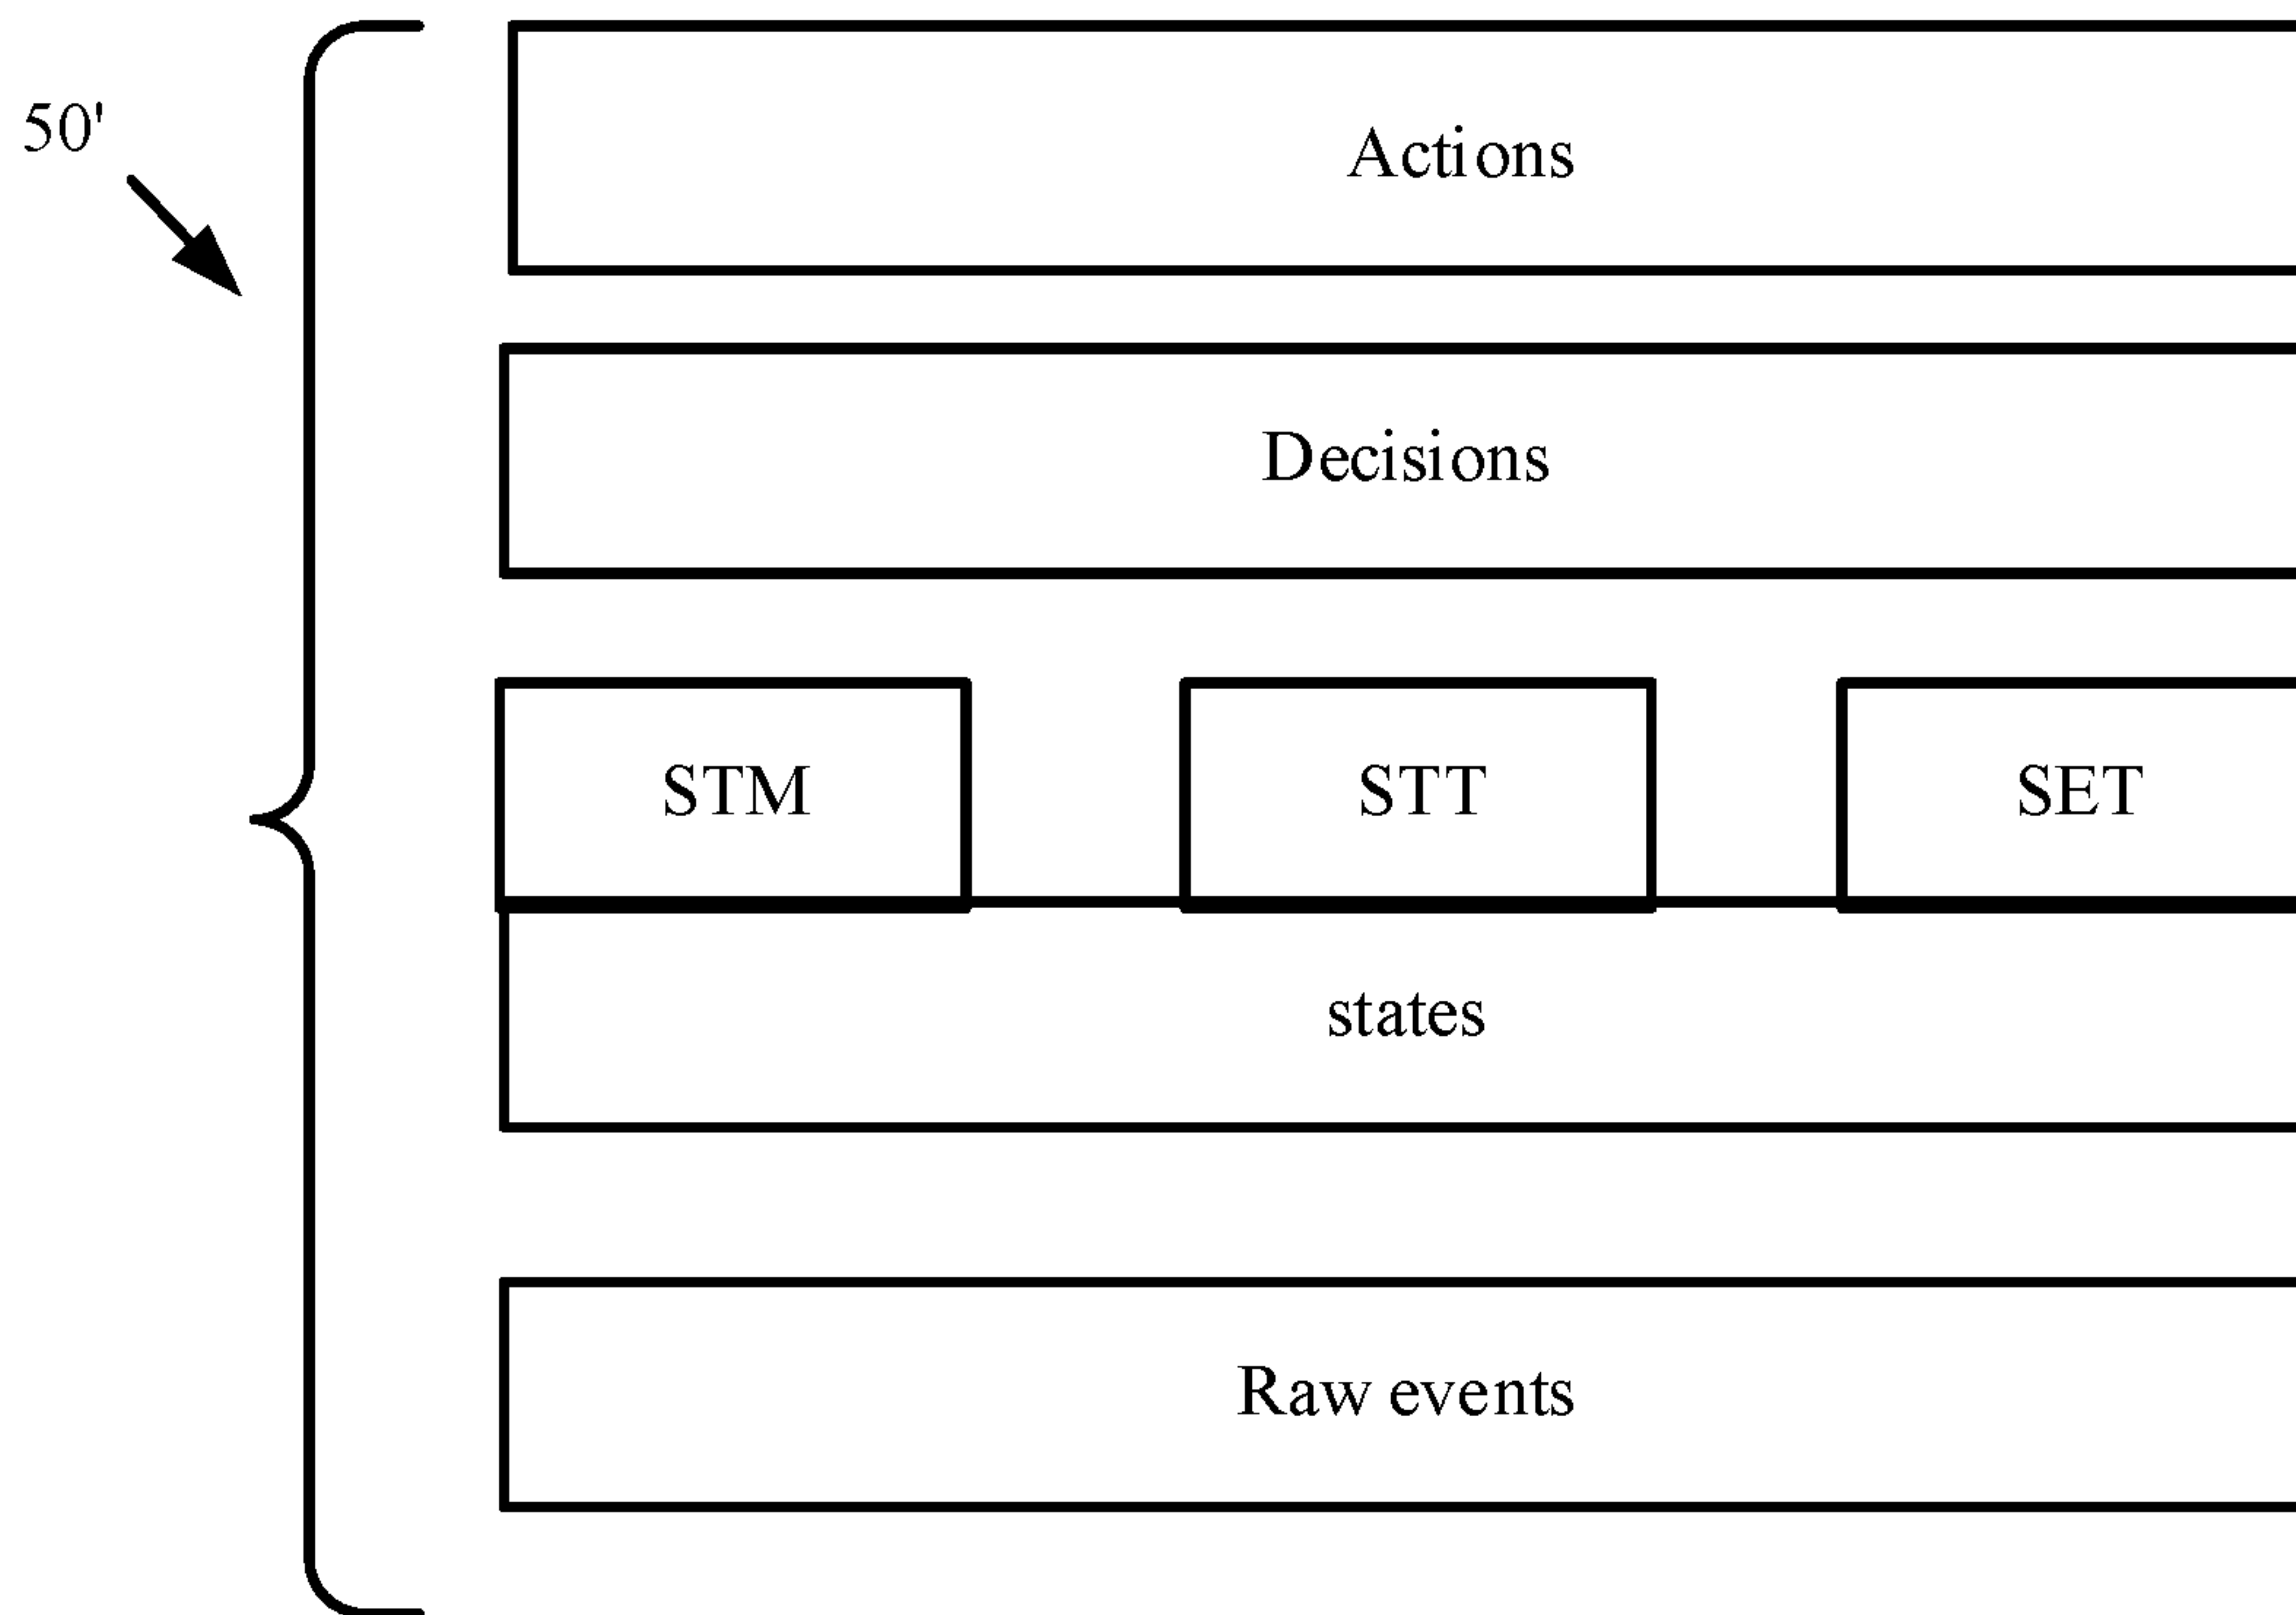 50'
Actions
Decisions
STM
STT
SET
states
Raw events